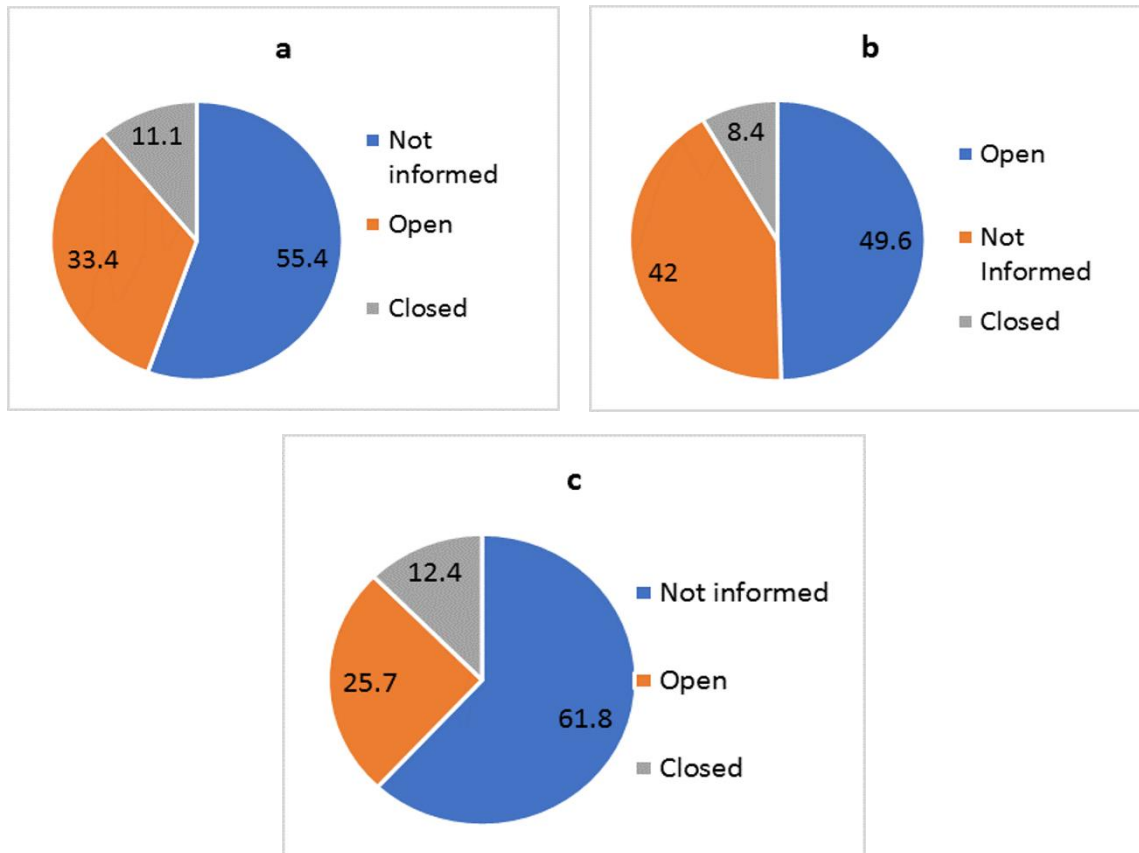 a
11.1
33.4
55.4
Not
informed
Open
Closed
b
8.4
42
49.6
Open
Not
Informed
Closed
c
12.4
25.7
61.8
Not informed
Open
Closed